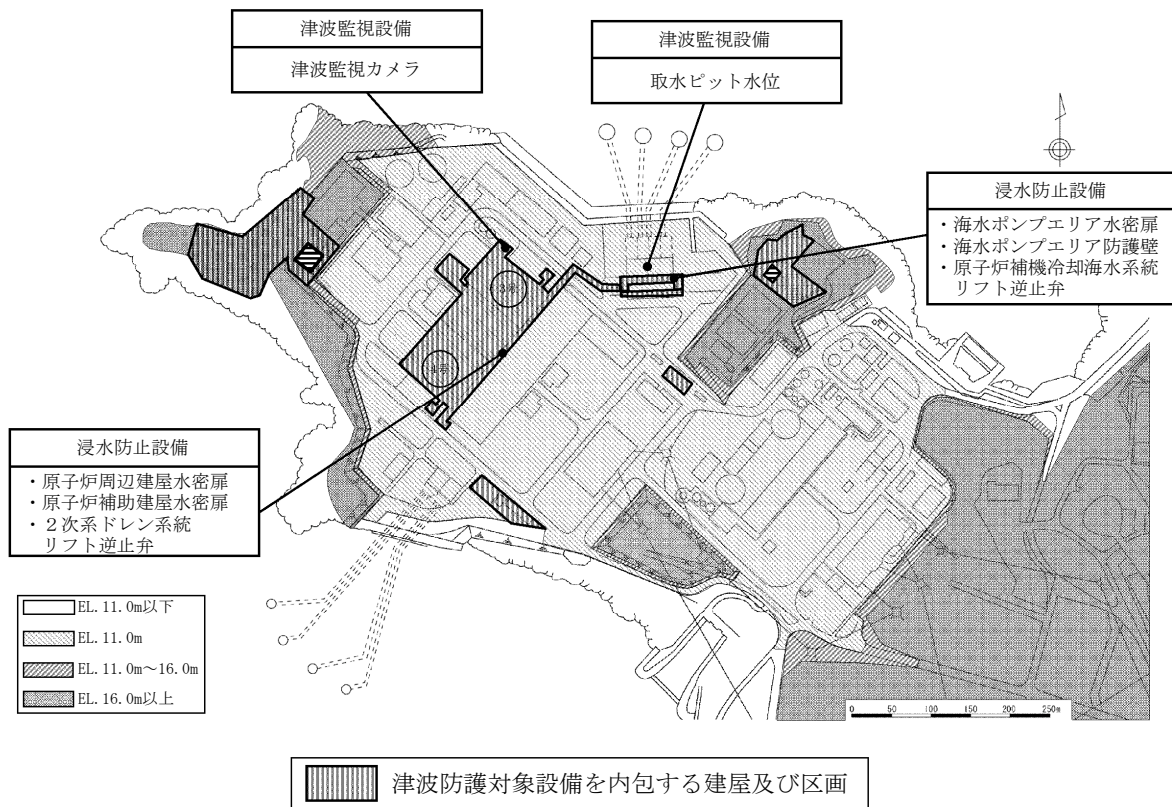 津波監視設備
津波監視カメラ
津波監視設備
取水ピット水位
浸水防止設備
・海水ポンプエリア水密扉
・海水ポンプエリア防護壁
・原子炉補機冷却海水系統
リフト逆止弁
3号
4号
浸水防止設備
・原子炉周辺建屋水密扉
・原子炉補助建屋水密扉
・２次系ドレン系統
リフト逆止弁
EL.11.0m以下
EL.11.0m
EL.11.0m～16.0m
EL.16.0m以上
0 50 100 150 200 250m
津波防護対象設備を内包する建屋及び区画